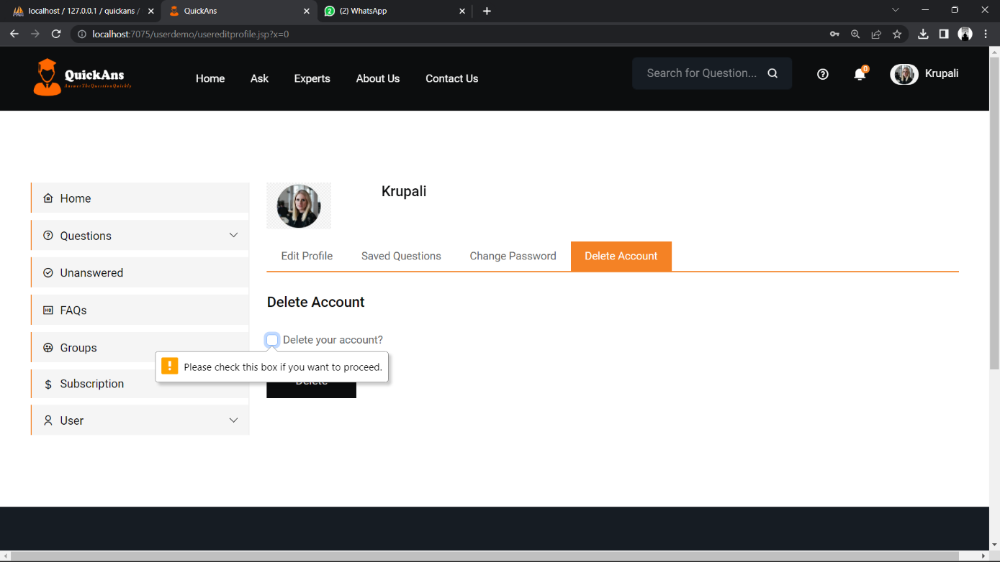 localhost / 127.0.0.1 / quickans /
QuickAns
(2) WhatsApp
localhost:7075/userdemo/usereditprofile.jsp?x=0
QuickAns
AnswerTheQuestionQuickly
Home
Ask
Experts
About Us
Contact Us
Search for Question...
0
Krupali
Home
Questions
Unanswered
FAQs
Groups
Subscription
User
Krupali
Edit Profile
Saved Questions
Change Password
Delete Account
Delete Account
Delete your account?
! Please check this box if you want to proceed.
Delete